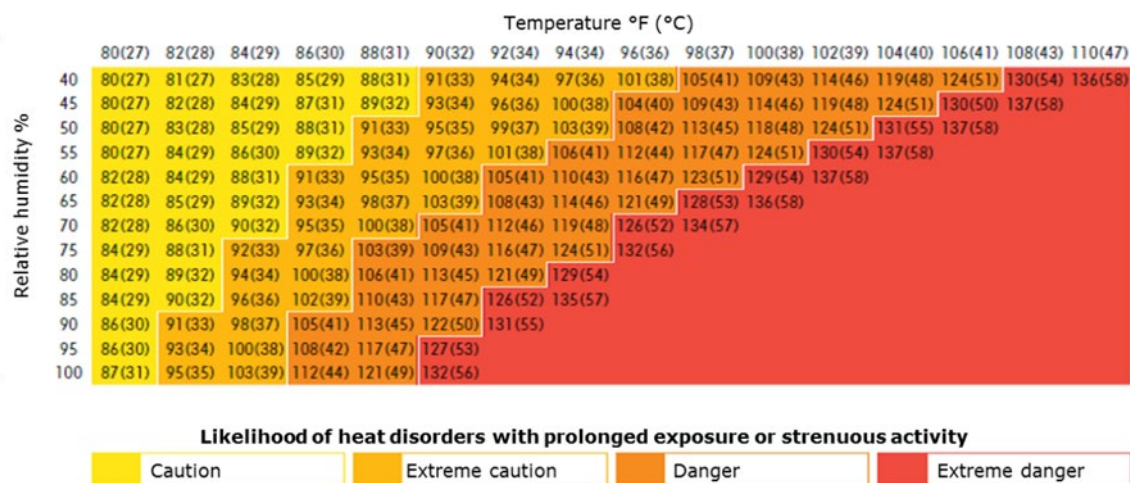 Temperature °F (°C)
80(27) 82(28) 84(29) 86(30) 88(31) 90(32) 92(34) 94(34) 96(36) 98(37) 100(38) 102(39) 104(40) 106(41) 108(43) 110(47)
Relative humidity %
40 80(27) 81(27) 83(28) 85(29) 88(31) 91(33) 94(34) 97(36) 101(38) 105(41) 109(43) 114(46) 119(48) 124(51) 130(54) 136(58)
45 80(27) 82(28) 84(29) 87(31) 89(32) 93(34) 96(36) 100(38) 104(40) 109(43) 114(46) 119(48) 124(51) 130(50) 137(58)
50 80(27) 83(28) 85(29) 88(31) 91(33) 95(35) 99(37) 103(39) 108(42) 113(45) 118(48) 124(51) 131(55) 137(58)
55 80(27) 84(29) 86(30) 89(32) 93(34) 97(36) 101(38) 106(41) 112(44) 117(47) 124(51) 130(54) 137(58)
60 82(28) 84(29) 88(31) 91(33) 95(35) 100(38) 105(41) 110(43) 116(47) 123(51) 129(54) 137(58)
65 82(28) 85(29) 89(32) 93(34) 98(37) 103(39) 108(43) 114(46) 121(49) 128(53) 136(58)
70 82(28) 86(30) 90(32) 95(35) 100(38) 105(41) 112(46) 119(48) 126(52) 134(57)
75 84(29) 88(31) 92(33) 97(36) 103(39) 109(43) 116(47) 124(51) 132(56)
80 84(29) 89(32) 94(34) 100(38) 106(41) 113(45) 121(49) 129(54)
85 84(29) 90(32) 96(36) 102(39) 110(43) 117(47) 126(52) 135(57)
90 86(30) 91(33) 98(37) 105(41) 113(45) 122(50) 131(55)
95 86(30) 93(34) 100(38) 108(42) 117(47) 127(53)
100 87(31) 95(35) 103(39) 112(44) 121(49) 132(56)
Likelihood of heat disorders with prolonged exposure or strenuous activity
Caution Extreme caution Danger Extreme danger